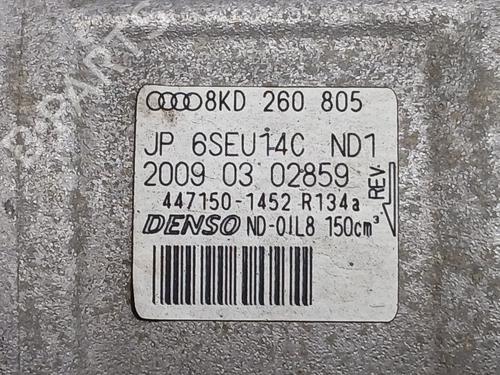 8KD 260 805
JP 6SEU14C ND1
2009 03 02859
REV
447150-1452 R134a
DENSO ND-OIL8 150cm³